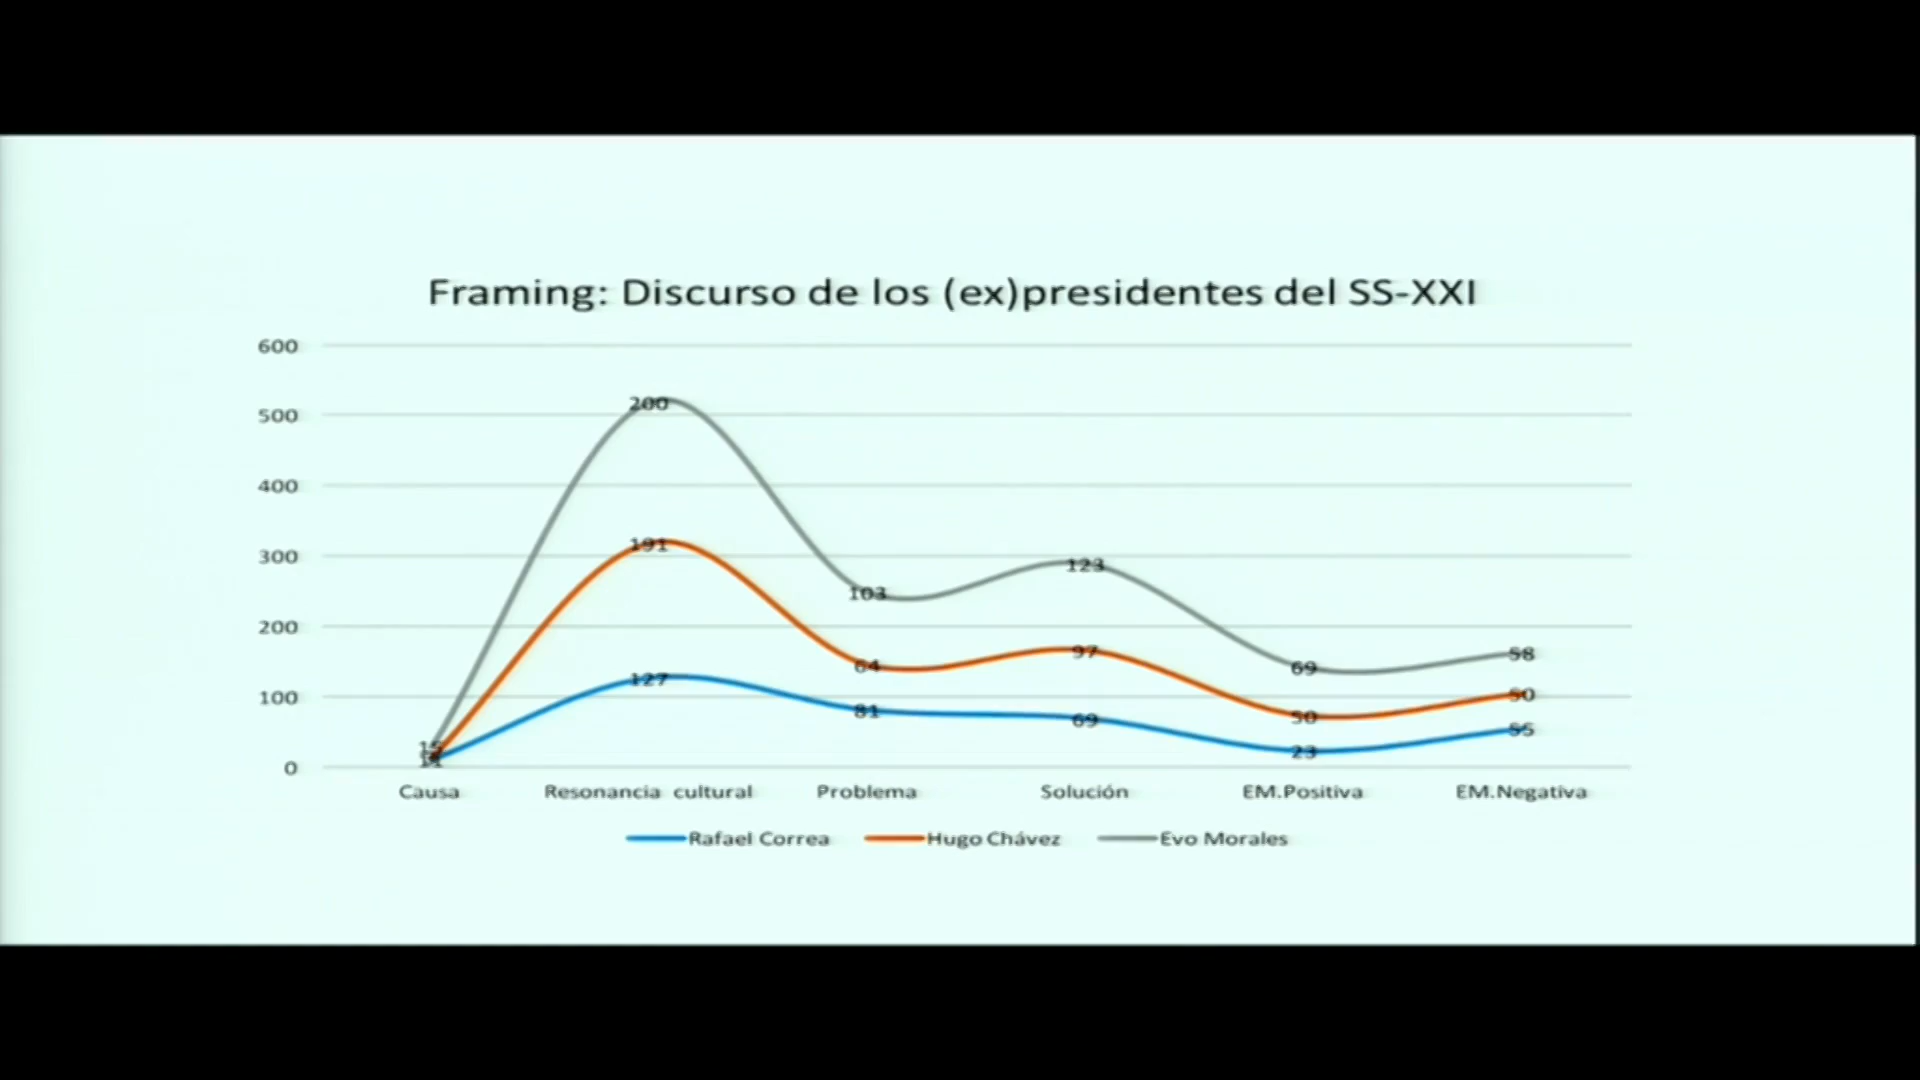 Framing: Discurso de los (ex)presidentes del SS-XXI
600
500
400
300
200
100
0
200
191
127
103
64
81
123
97
69
69
50
23
58
50
55
11
Causa
Resonancia cultural
Problema
Solución
EM.Positiva
EM.Negativa
Rafael Correa
Hugo Chávez
Evo Morales